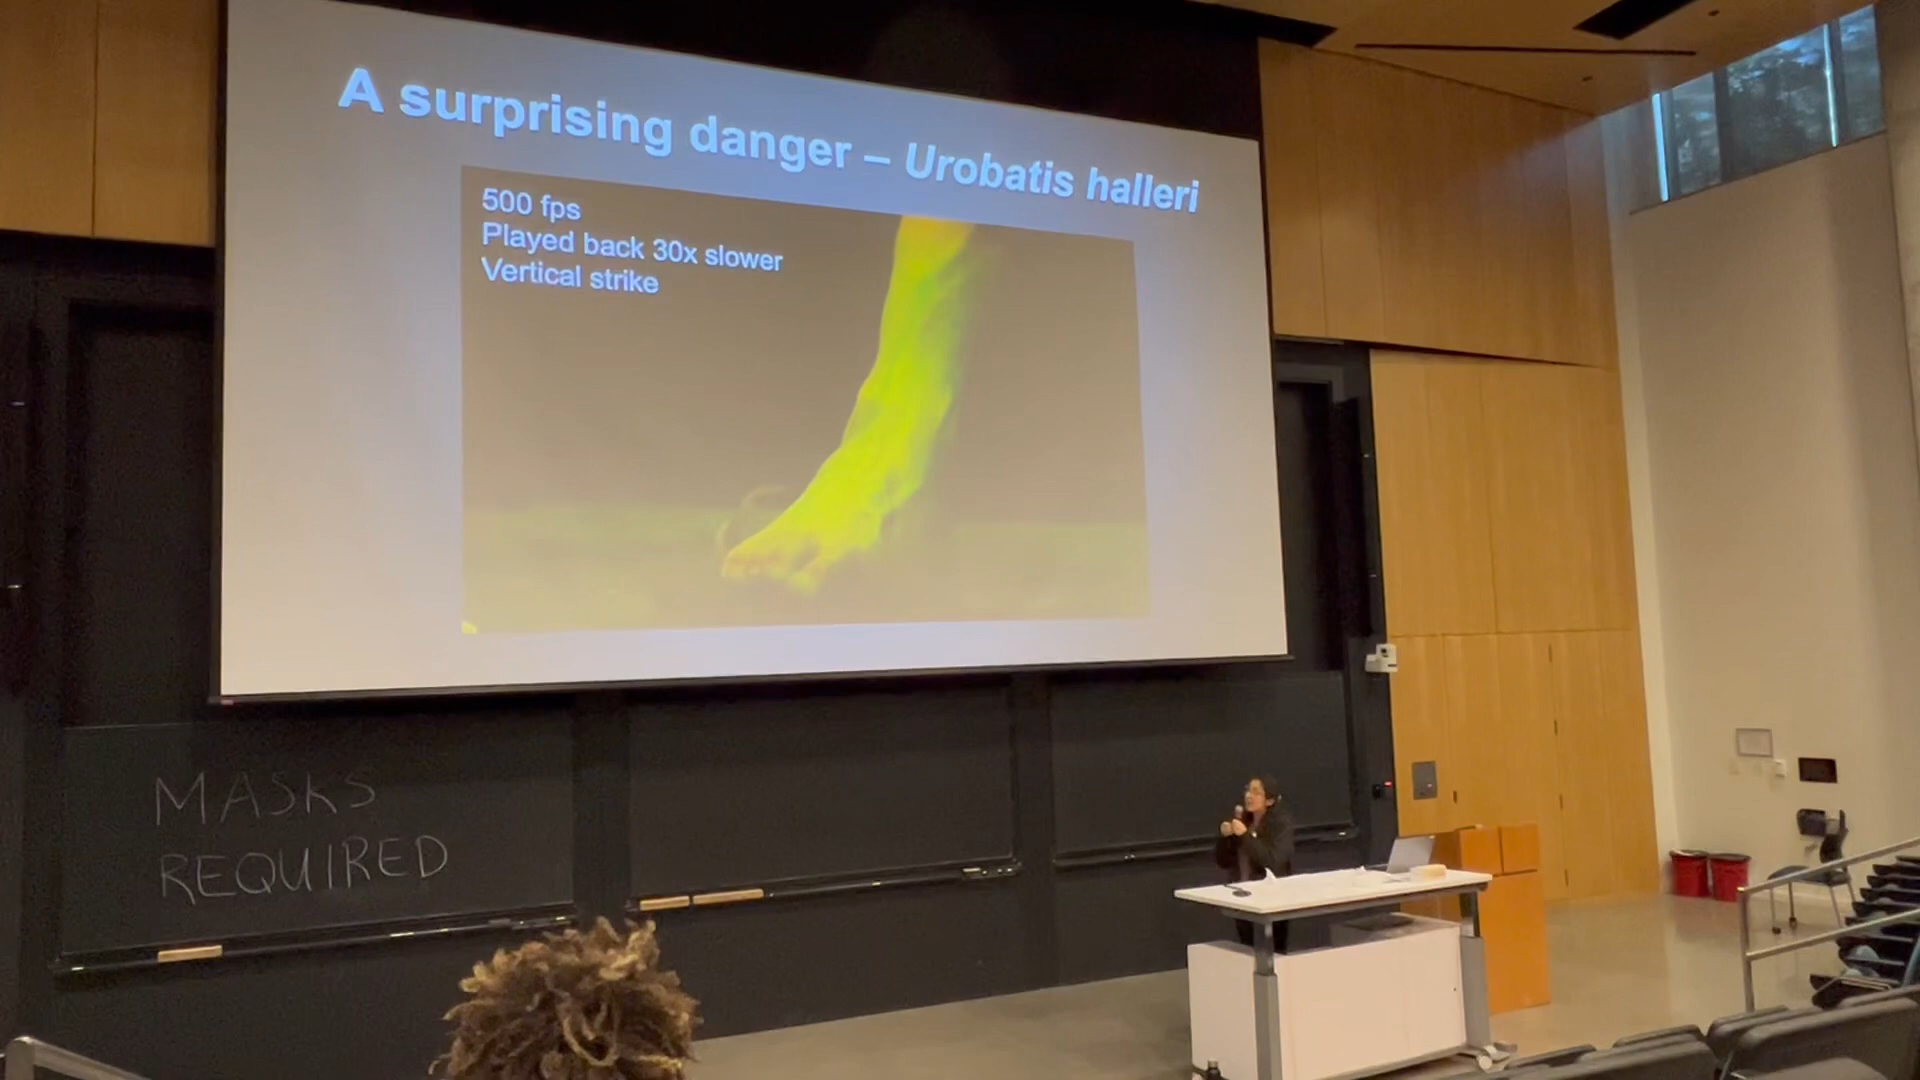 A surprising danger – Urobatis halleri
500 fps
Played back 30x slower
Vertical strike
MASKS
REQUIRED